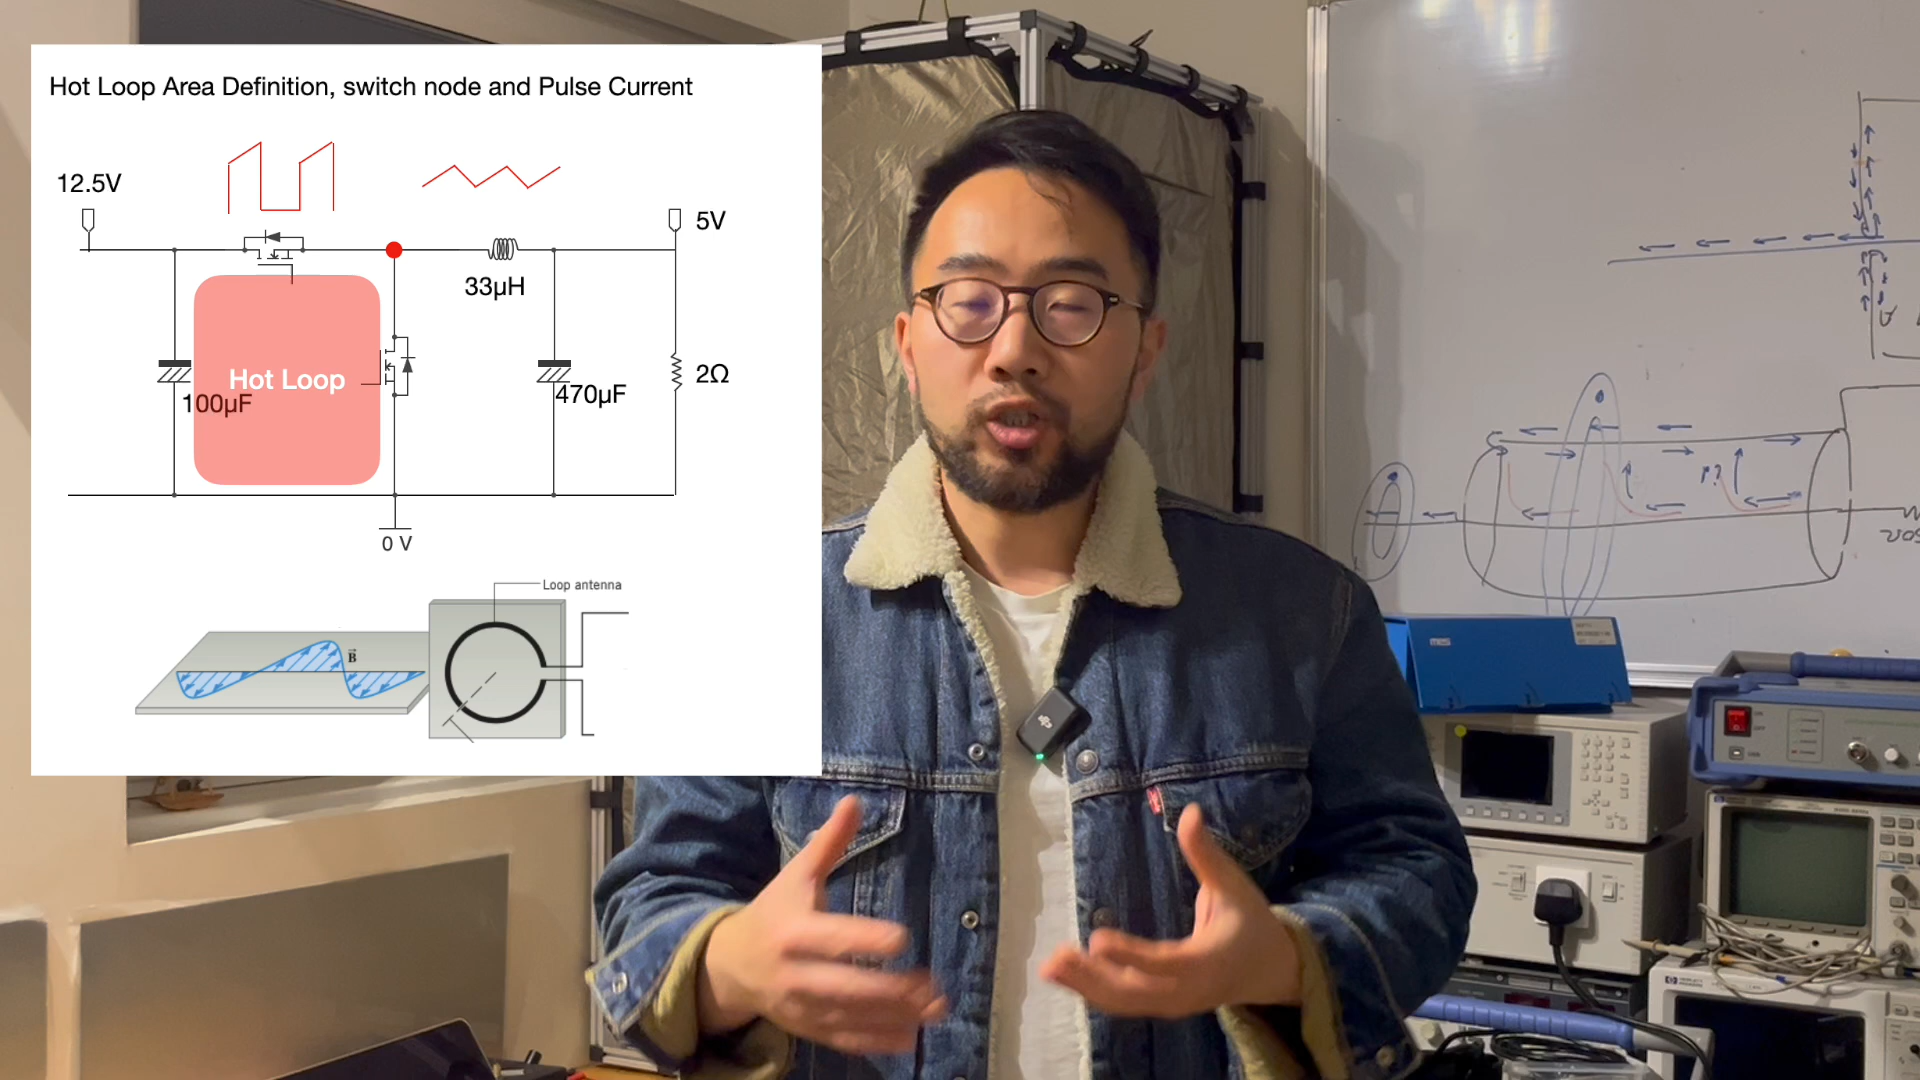 Hot Loop Area Definition, switch node and Pulse Current
12.5V
5V
33µH
Hot Loop
100µF
470µF
2Ω
0 V
Loop antenna
B